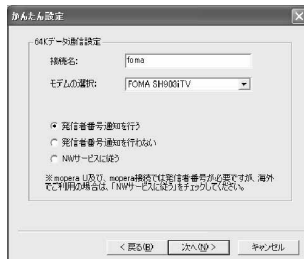 かんたん設定
64Kデータ通信設定
接続名:
foma
モデムの選択:
FOMA SH903iTV
発信者番号通知を行う
発信者番号通知を行わない
NWサービスに従う
※mopera U及び、mopera接続では発信者番号が必要ですが、海外
でご利用の場合は、「NWサービスに従う」をチェックしてください。
< 戻る(B)
次へ(N) >
キャンセル